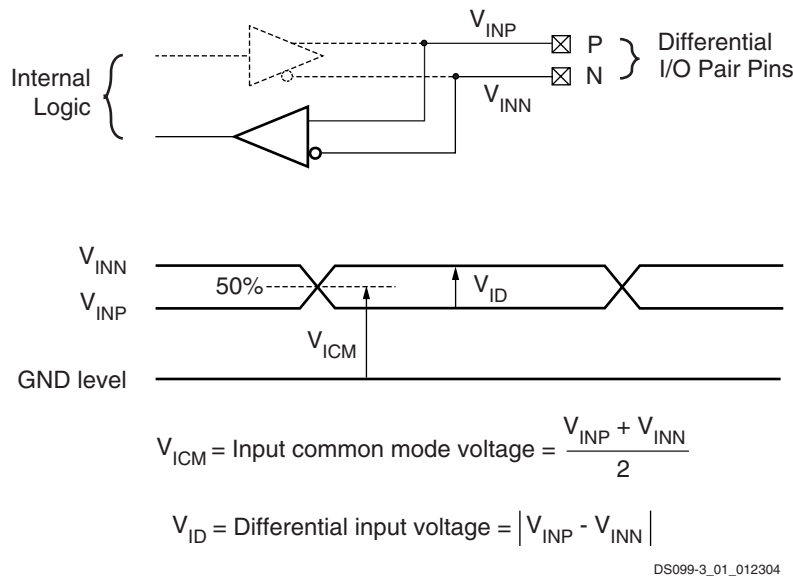 V_INP
P
Differential
I/O Pair Pins
N
Internal
Logic
V_INN
V_INN
50%
V_ID
V_INP
V_ICM
GND level
V_ICM = Input common mode voltage = (V_INP + V_INN) / 2
V_ID = Differential input voltage = |V_INP - V_INN|
DS099-3_01_012304